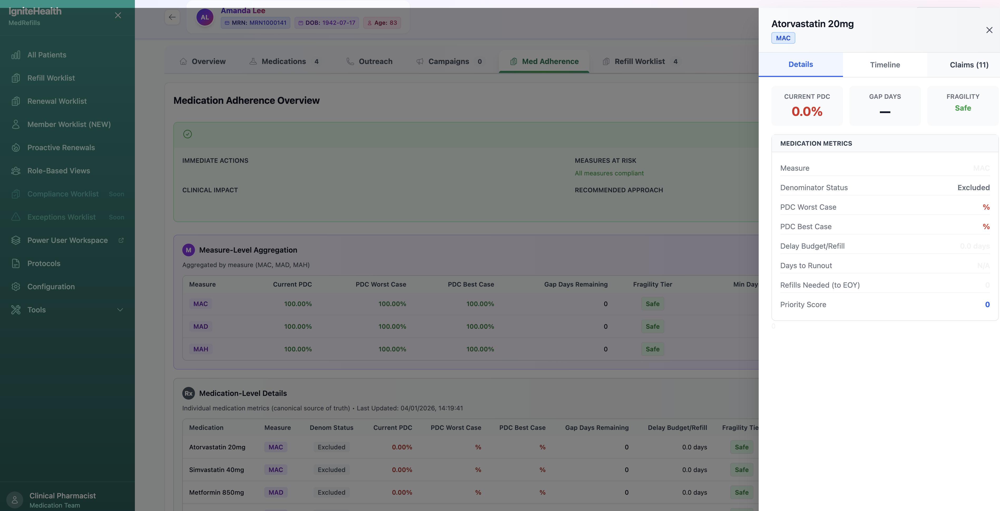 IgniteHealth
MedRefills
All Patients
Refill Worklist
Renewal Worklist
Member Worklist (NEW)
Proactive Renewals
Role-Based Views
Compliance Worklist Soon
Exceptions Worklist Soon
Power User Workspace
Protocols
Configuration
Tools
Clinical Pharmacist
Medication Team
AL
Amanda Lee
MRN: MRN1000141 DOB: 1942-07-17 Age: 83
Overview Medications 4 Outreach Campaigns 0 Med Adherence Refill Worklist 4
Medication Adherence Overview
IMMEDIATE ACTIONS MEASURES AT RISK
All measures compliant
CLINICAL IMPACT RECOMMENDED APPROACH
M Measure-Level Aggregation
Aggregated by measure (MAC, MAD, MAH)
Measure Current PDC PDC Worst Case PDC Best Case Gap Days Remaining Fragility Tier Min Day
MAC 100.00% 100.00% 100.00% 0 Safe
MAD 100.00% 100.00% 100.00% 0 Safe
MAH 100.00% 100.00% 100.00% 0 Safe
Rx Medication-Level Details
Individual medication metrics (canonical source of truth) • Last Updated: 04/01/2026, 14:19:41
Medication Measure Denom Status Current PDC PDC Worst Case PDC Best Case Gap Days Remaining Delay Budget/Refill Fragility Tie
Atorvastatin 20mg MAC Excluded 0.00% % % 0 0.0 days Safe
Simvastatin 40mg MAC Excluded 0.00% % % 0 0.0 days Safe
Metformin 850mg MAD Excluded 0.00% % % 0 0.0 days Safe
Atorvastatin 20mg
MAC
Details Timeline Claims (11)
CURRENT PDC GAP DAYS FRAGILITY
0.0% — Safe
MEDICATION METRICS
Measure MAC
Denominator Status Excluded
PDC Worst Case %
PDC Best Case %
Delay Budget/Refill 0.0 days
Days to Runout N/A
Refills Needed (to EOY) 0
Priority Score 0
0